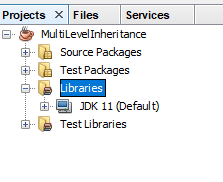 Projects × Files Services
MultiLevelInheritance
Source Packages
Test Packages
Libraries
JDK 11 (Default)
Test Libraries